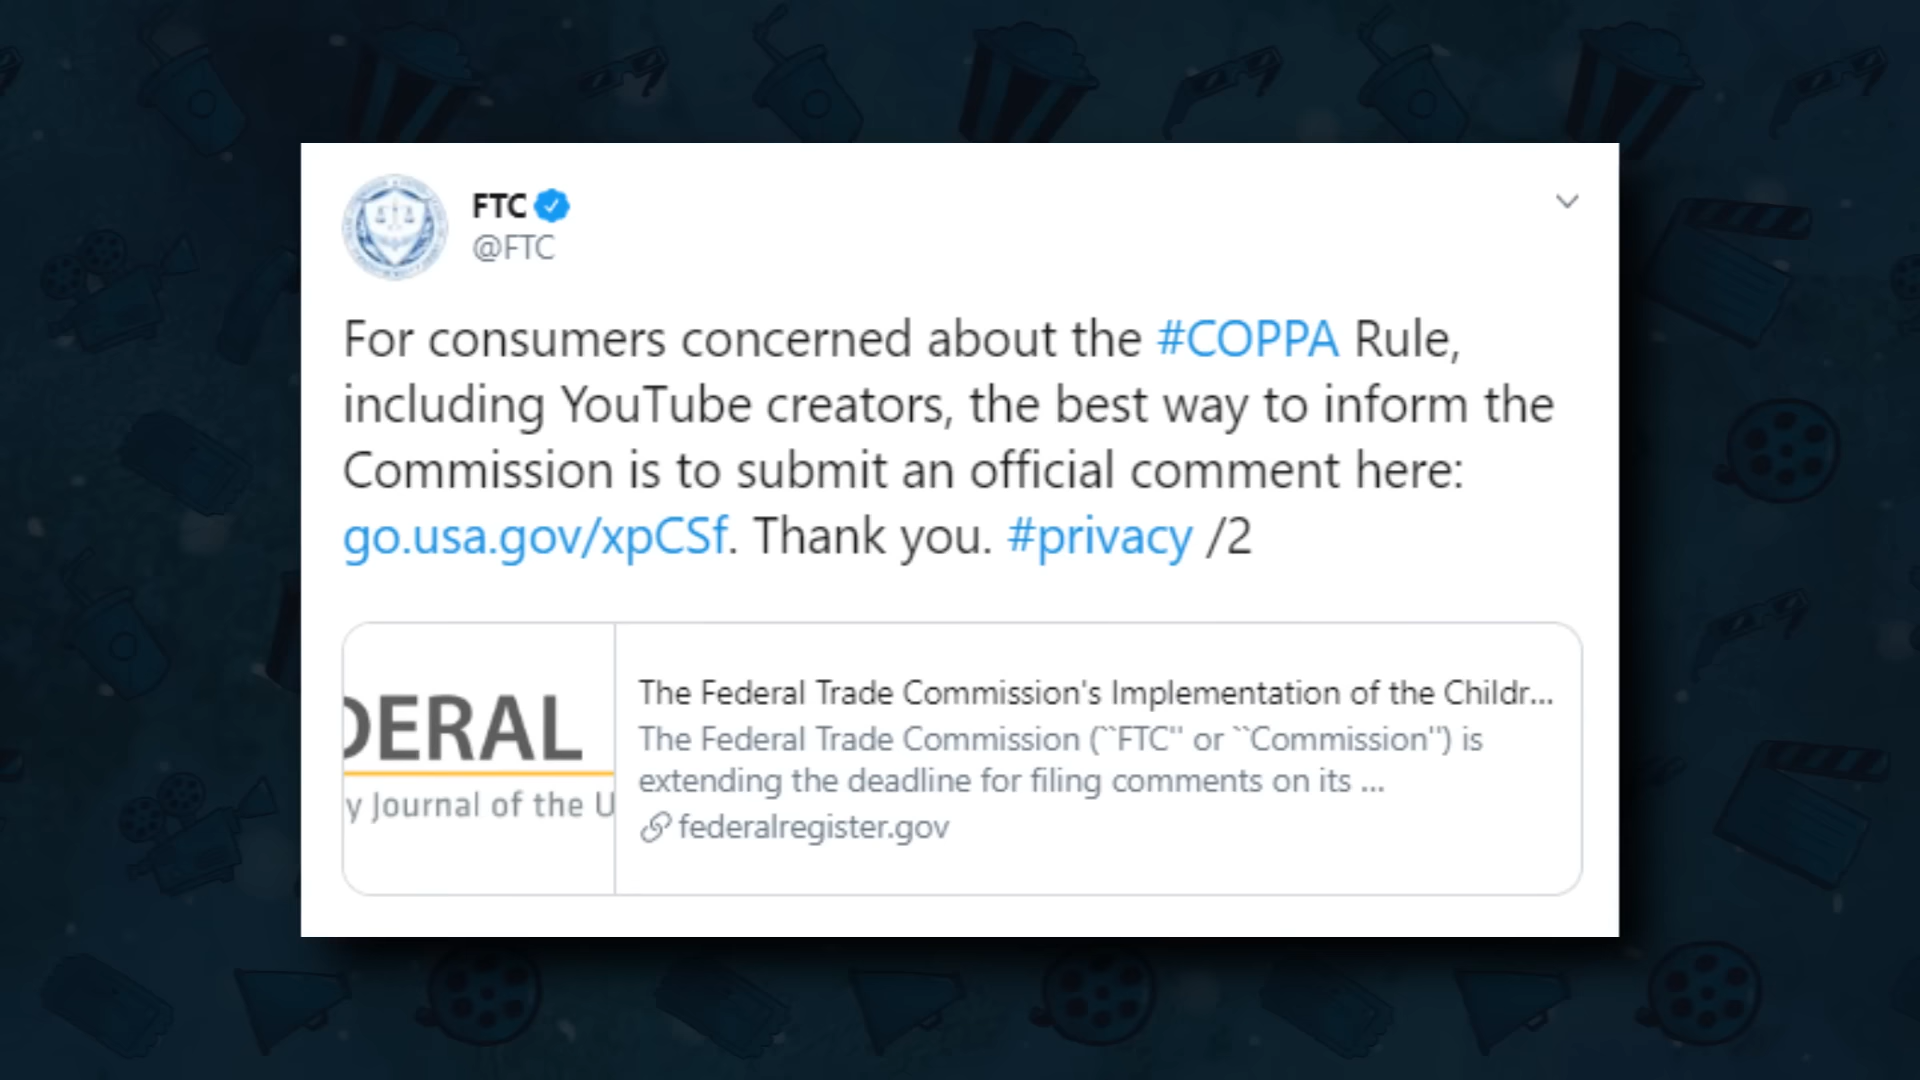 FTC
@FTC
For consumers concerned about the #COPPA Rule,
including YouTube creators, the best way to inform the
Commission is to submit an official comment here:
go.usa.gov/xpCSf. Thank you. #privacy /2
DERAL
y Journal of the U
The Federal Trade Commission's Implementation of the Childr...
The Federal Trade Commission (``FTC'' or ``Commission'') is
extending the deadline for filing comments on its ...
federalregister.gov